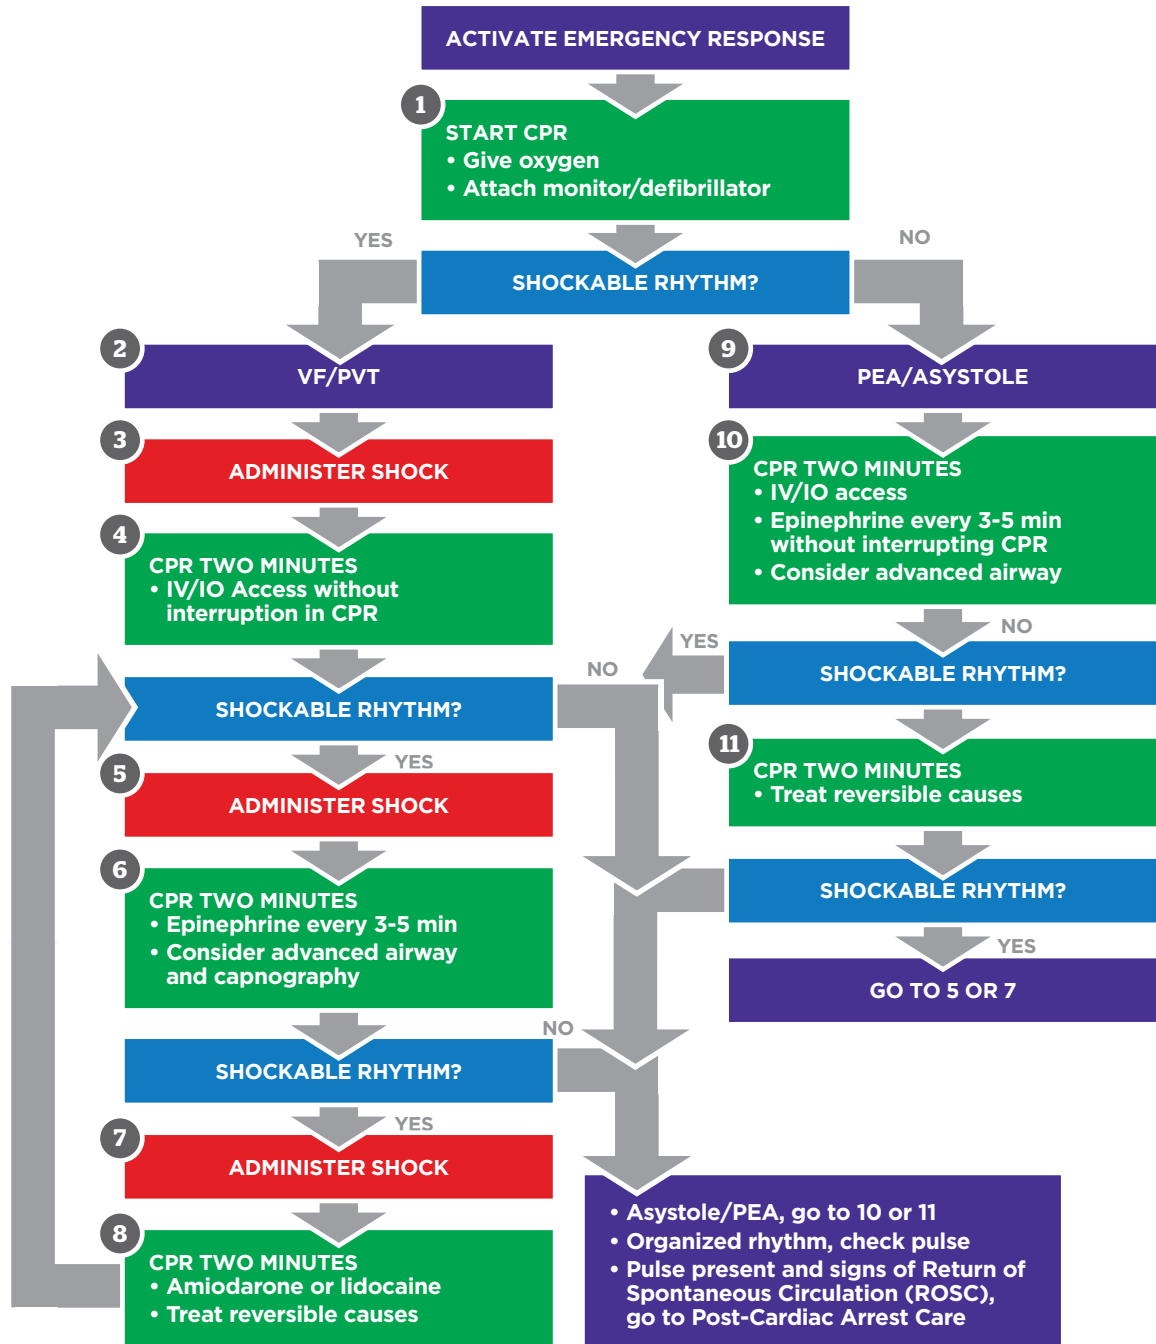 ACTIVATE EMERGENCY RESPONSE
1
START CPR
• Give oxygen
• Attach monitor/defibrillator
YES
NO
SHOCKABLE RHYTHM?
2
VF/PVT
3
ADMINISTER SHOCK
4
CPR TWO MINUTES
• IV/IO Access without
interruption in CPR
SHOCKABLE RHYTHM?
NO
YES
5
ADMINISTER SHOCK
6
CPR TWO MINUTES
• Epinephrine every 3-5 min
• Consider advanced airway
and capnography
NO
SHOCKABLE RHYTHM?
YES
7
ADMINISTER SHOCK
8
CPR TWO MINUTES
• Amiodarone or lidocaine
• Treat reversible causes
9
PEA/ASYSTOLE
10
CPR TWO MINUTES
• IV/IO access
• Epinephrine every 3-5 min
without interrupting CPR
• Consider advanced airway
NO
YES
SHOCKABLE RHYTHM?
11
CPR TWO MINUTES
• Treat reversible causes
SHOCKABLE RHYTHM?
YES
GO TO 5 OR 7
• Asystole/PEA, go to 10 or 11
• Organized rhythm, check pulse
• Pulse present and signs of Return of
Spontaneous Circulation (ROSC),
go to Post-Cardiac Arrest Care